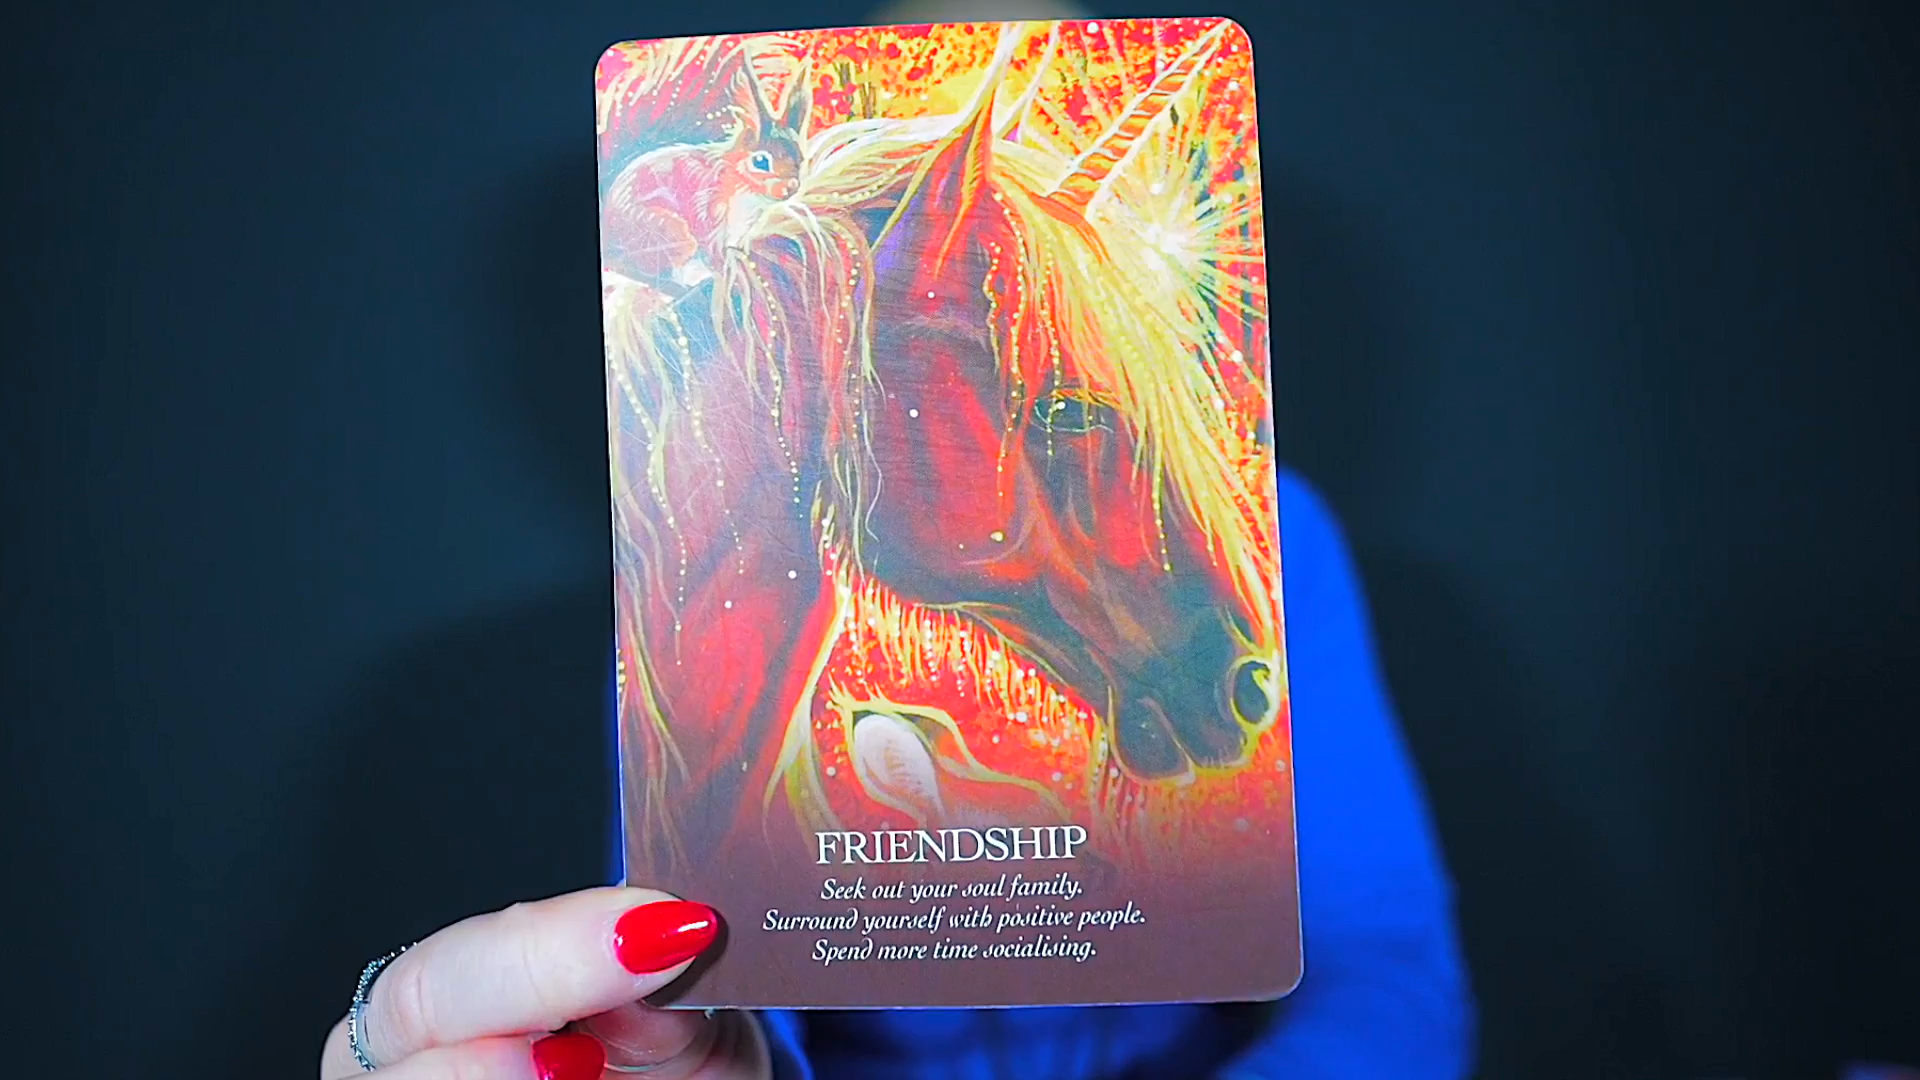 FRIENDSHIP
Seek out your soul family.
Surround yourself with positive people.
Spend more time socialising.